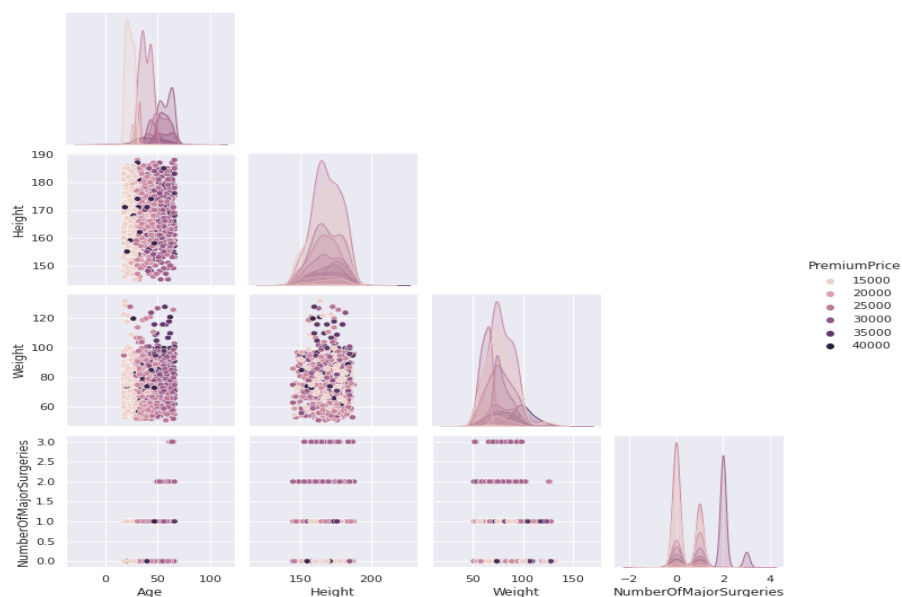 190
180
170
160
150
Height
120
100
80
60
Weight
3.0
2.5
2.0
1.5
1.0
0.5
0.0
NumberOfMajorSurgeries
0 50 100
Age
150 200
Height
50 100 150
Weight
−2 0 2 4
NumberOfMajorSurgeries
PremiumPrice
15000
20000
25000
30000
35000
40000